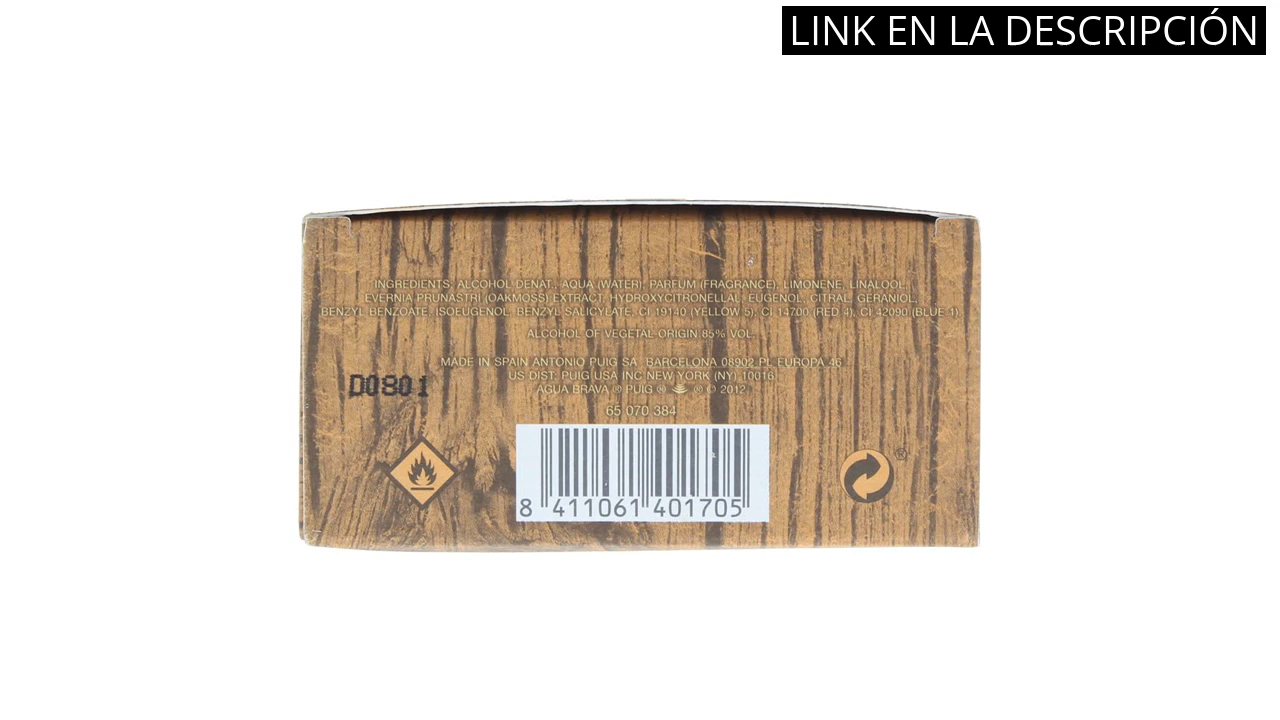 LINK EN LA DESCRIPCIÓN
INGREDIENTS: ALCOHOL DENAT., AQUA (WATER), PARFUM (FRAGRANCE), LIMONENE, LINALOOL,
EVERNIA PRUNASTRI (OAKMOSS) EXTRACT, HYDROXYCITRONELLAL, EUGENOL, CITRAL, GERANIOL,
BENZYL BENZOATE, ISOEUGENOL, BENZYL SALICYLATE, CI 19140 (YELLOW 5), CI 14700 (RED 4), CI 42090 (BLUE 1).
ALCOHOL OF VEGETAL ORIGIN 85% VOL.
MADE IN SPAIN ANTONIO PUIG SA BARCELONA 08902 PL EUROPA 46
US DIST: PUIG USA INC NEW YORK (NY) 10016
AGUA BRAVA ® PUIG ® ® © 2012
D0801
65 070 384
8 411061 401705
®